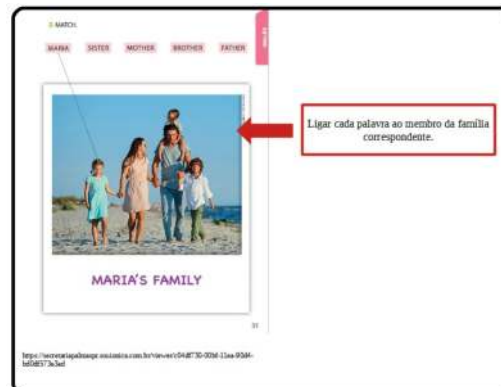 MATCH.
MARIA SISTER MOTHER BROTHER FATHER
Ligar cada palavra ao membro da família
correspondente.
MARIA'S FAMILY